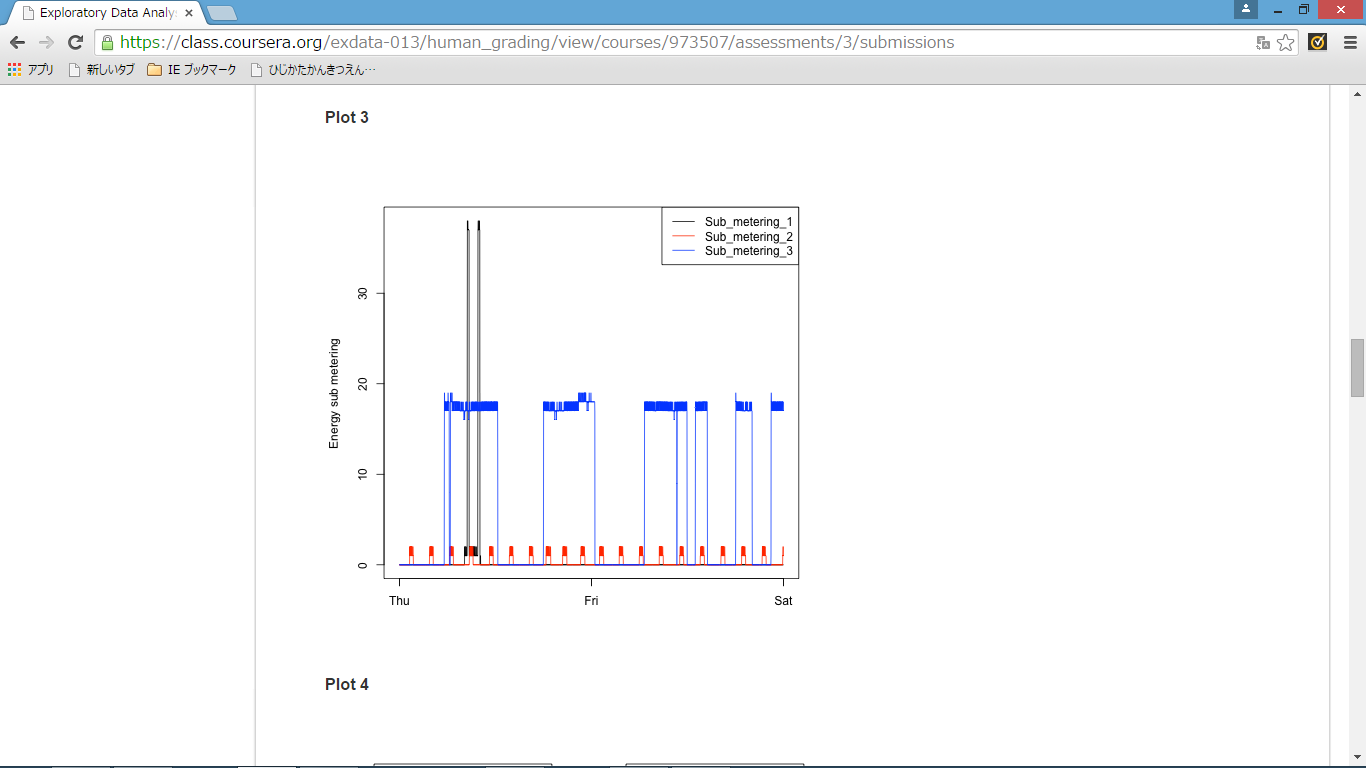 Exploratory Data Analy
https://class.coursera.org/exdata-013/human_grading/view/courses/973507/assessments/3/submissions
アプリ 新しいタブ IE ブックマーク ひじかたかんきつえん…
Plot 3
Sub_metering_1
Sub_metering_2
Sub_metering_3
Energy sub metering
30
20
10
0
Thu Fri Sat
Plot 4